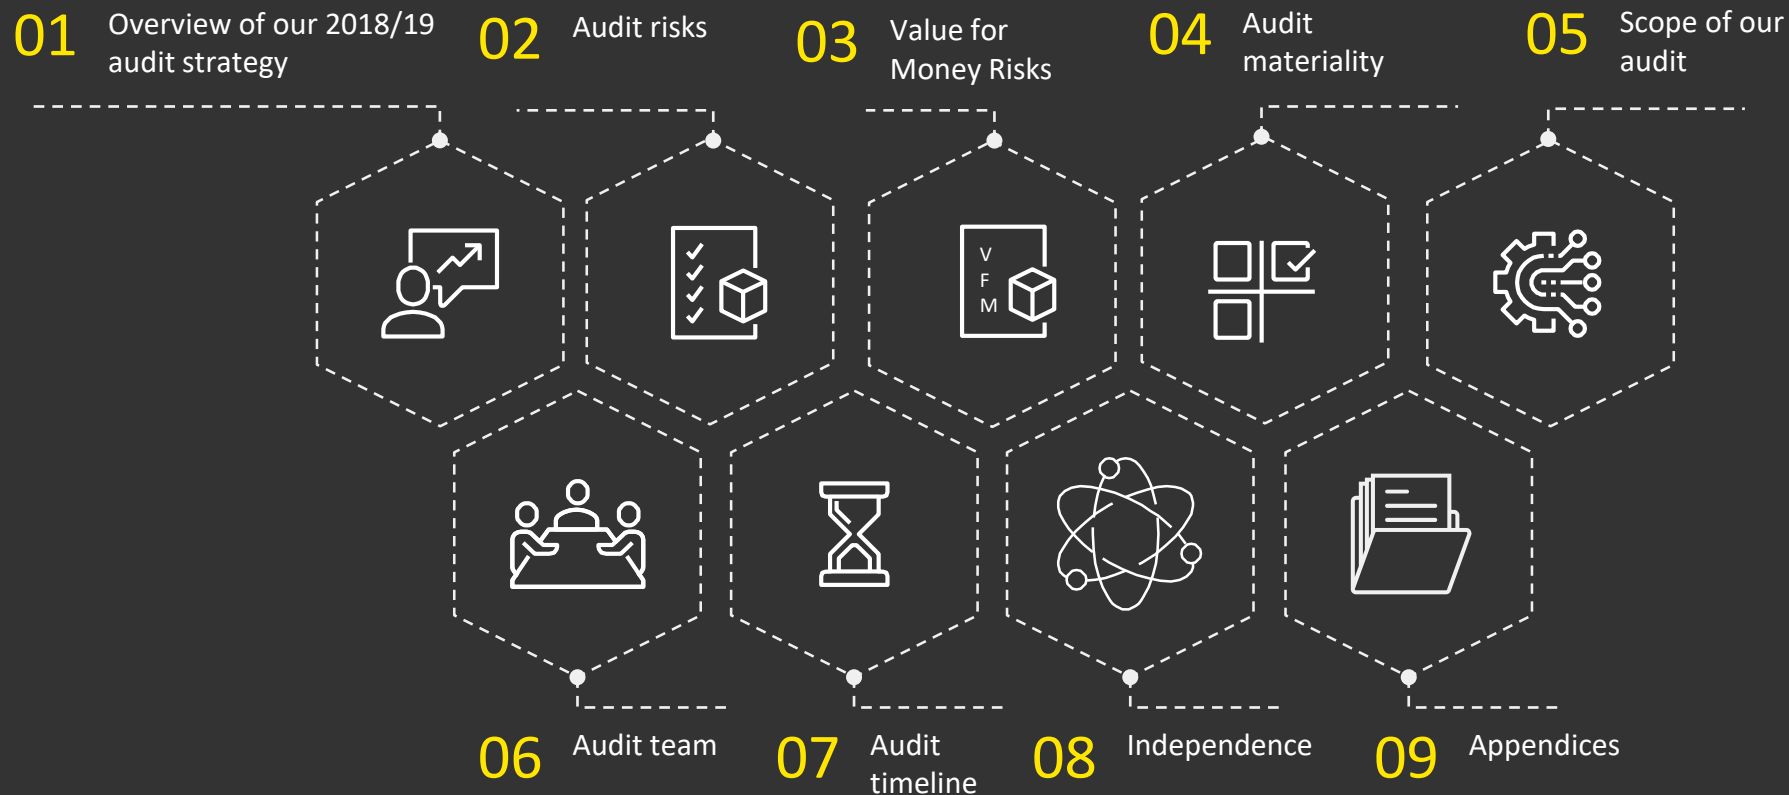 01 Overview of our 2018/19
audit strategy
02 Audit risks
03 Value for
Money Risks
04 Audit
materiality
05 Scope of our
audit
V
F
M
06 Audit team
07 Audit
timeline
08 Independence
09 Appendices